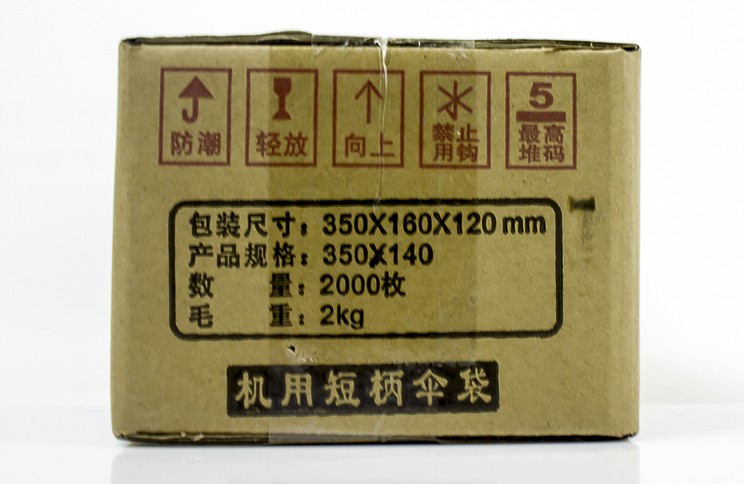 防潮
轻放
向上
禁止
用钩
5
最高
堆码
包装尺寸：350X160X120mm
产品规格：350X140
数 量：2000枚
毛 重：2kg
机用短柄伞袋